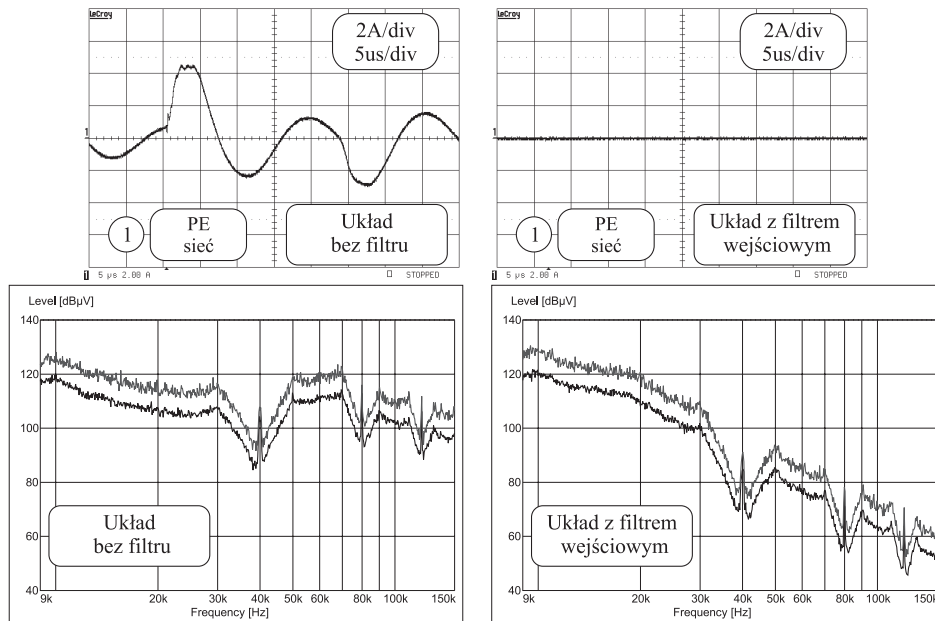 LeCroy
2A/div
5us/div
1
1
PE
sieć
Układ
bez filtru
5 µs 2.00 A
STOPPED
LeCroy
2A/div
5us/div
1
1
PE
sieć
Układ z filtrem
wejściowym
5 µs 2.00 A
STOPPED
Level [dBµV]
140
120
100
80
60
40
Układ
bez filtru
9k 20k 30k 40k 50k 60k 80k 100k 150k
Frequency [Hz]
Level [dBµV]
140
120
100
80
60
40
Układ z filtrem
wejściowym
9k 20k 30k 40k 50k 60k 80k 100k 150k
Frequency [Hz]